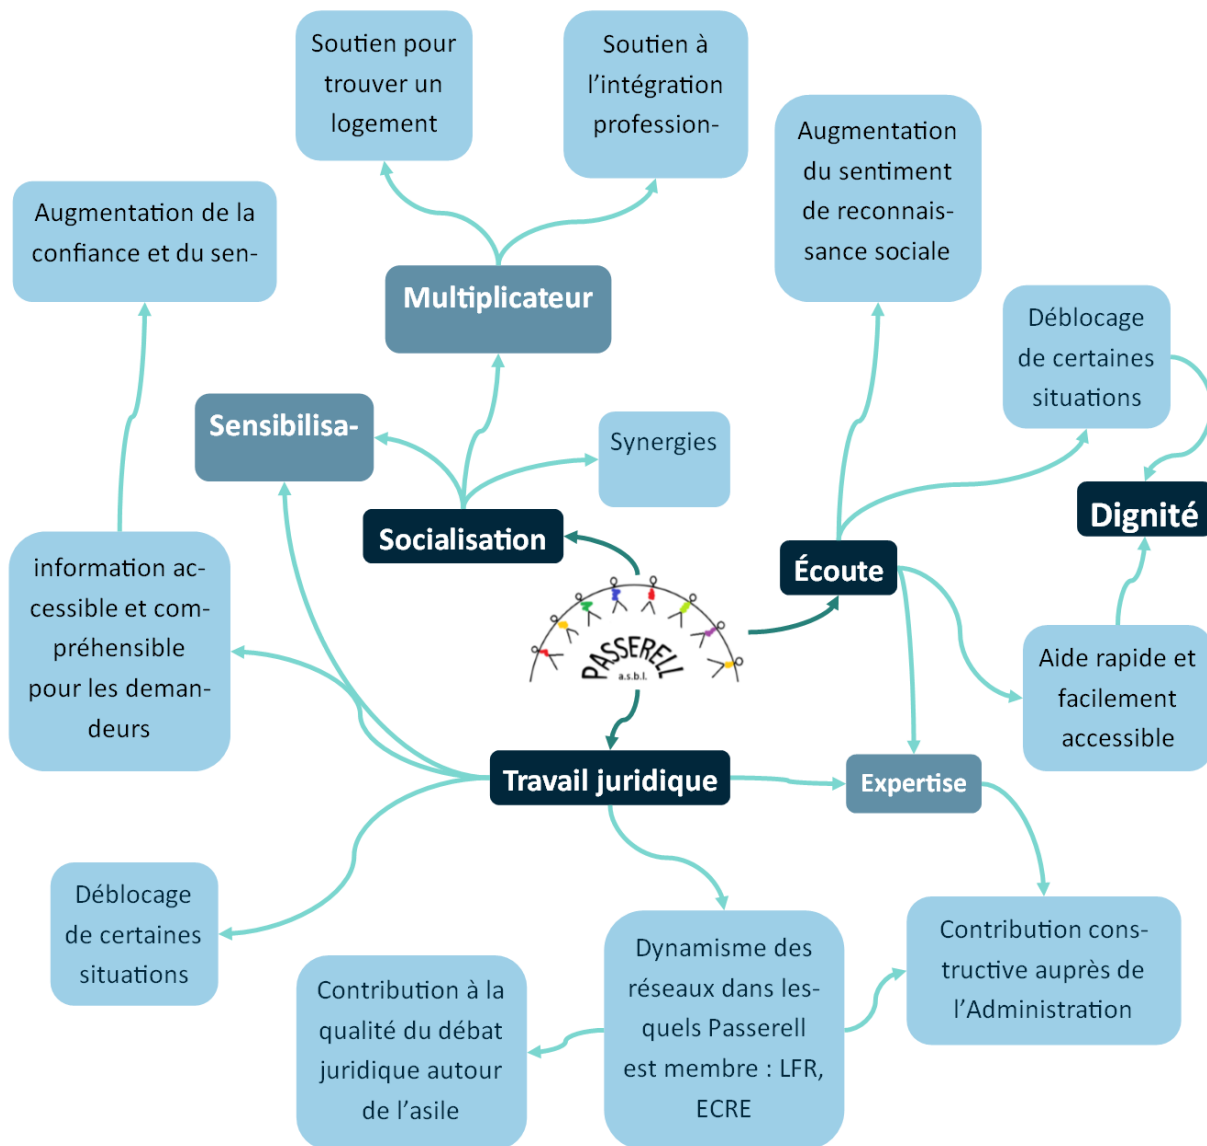 Soutien pour
trouver un
logement
Soutien à
l'intégration
profession-
Augmentation
du sentiment
de reconnais-
sance sociale
Augmentation de la
confiance et du sen-
Multiplicateur
Déblocage
de certaines
situations
Sensibilisa-
Synergies
Dignité
Socialisation
Écoute
information ac-
cessible et com-
préhensible
pour les deman-
deurs
PASSERELL
a.s.b.l.
Aide rapide et
facilement
accessible
Travail juridique
Expertise
Déblocage
de certaines
situations
Contribution à la
qualité du débat
juridique autour
de l'asile
Dynamisme des
réseaux dans les-
quels Passerell
est membre : LFR,
ECRE
Contribution cons-
tructive auprès de
l'Administration